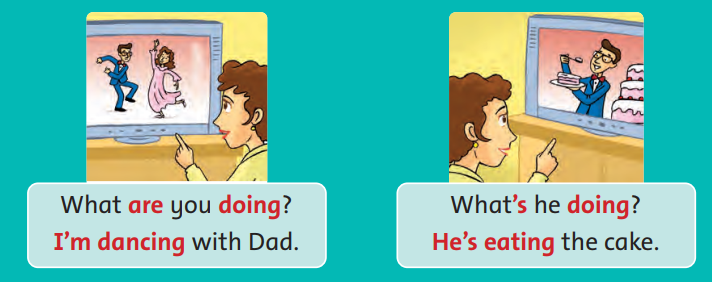 What are you doing?
I'm dancing with Dad.
What's he doing?
He's eating the cake.